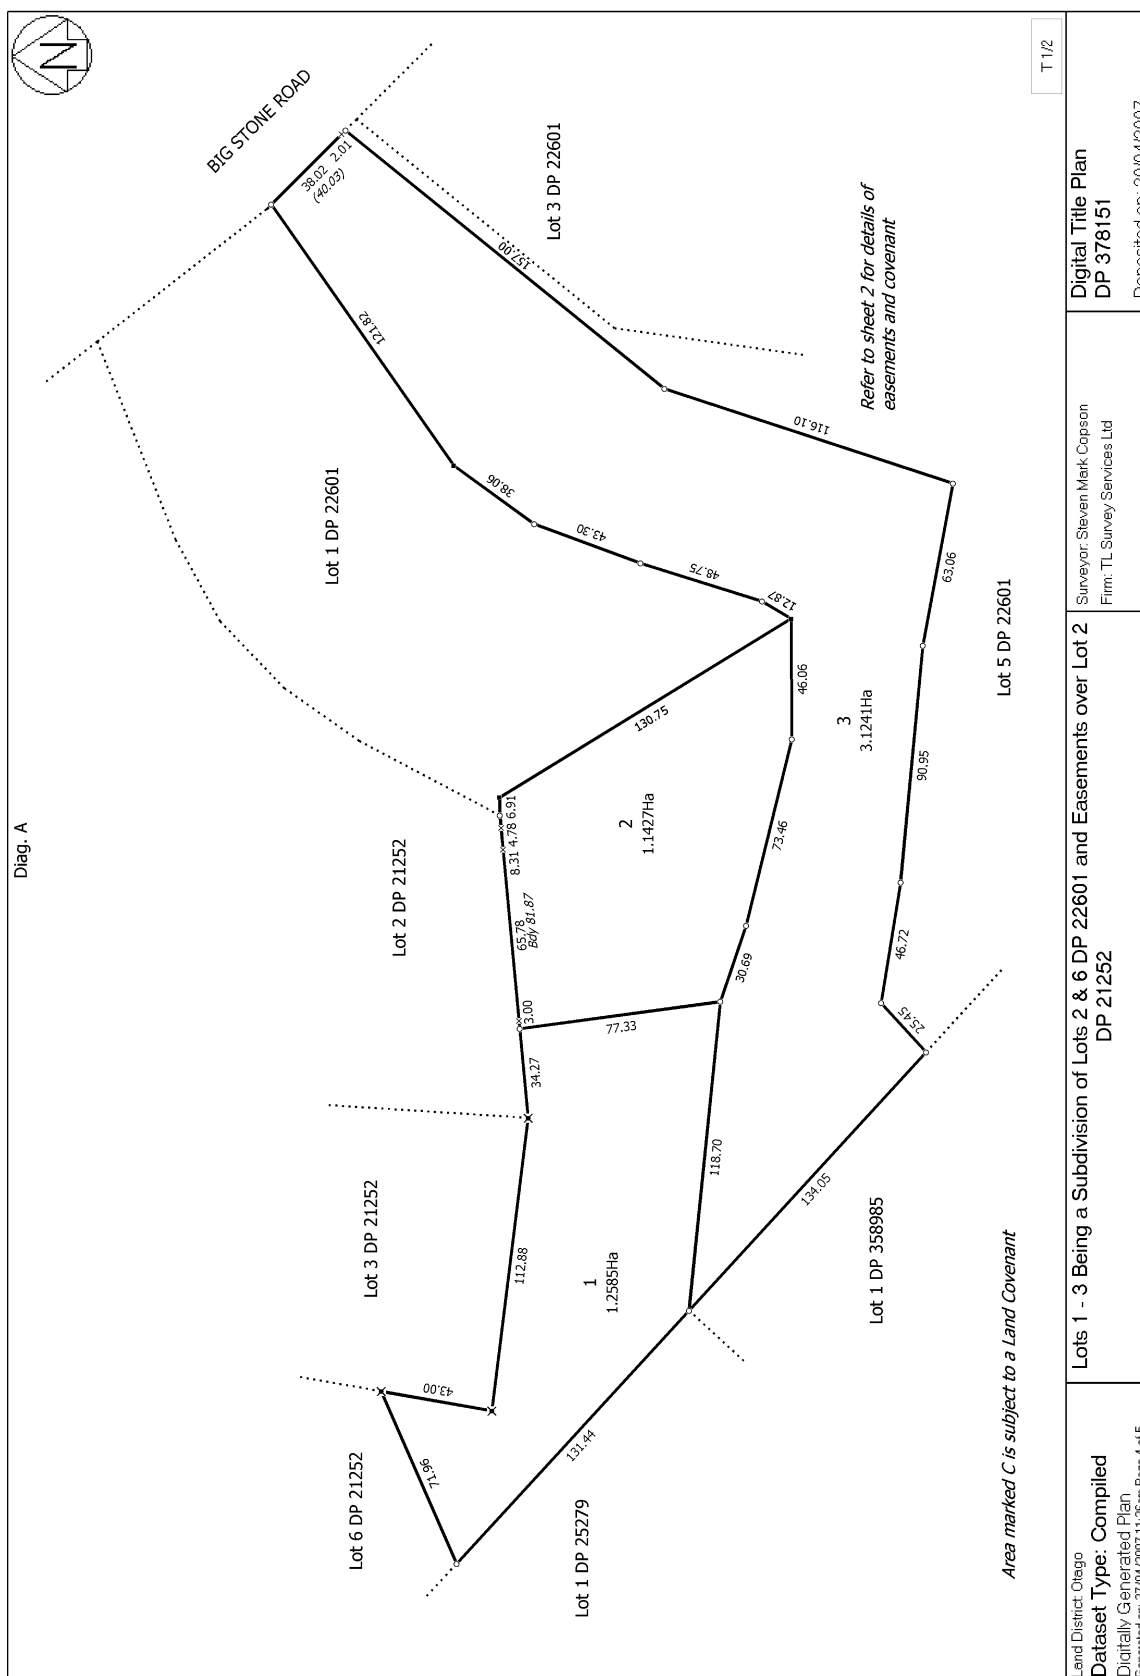 Diag. A
N
BIG STONE ROAD
38.02 2.01
(40.03)
121.82
157.00
Lot 3 DP 22601
Lot 1 DP 22601
38.06
43.30
48.75
12.87
116.10
Refer to sheet 2 for details of
easements and covenant
T 1/2
Lot 2 DP 21252
130.75
8.31 4.78 6.91
65.78
Bdy 81.87
3.00
34.27
77.33
2
1.1427Ha
46.06
73.46
30.69
3
3.1241Ha
63.06
90.95
46.72
25.45
Lot 5 DP 22601
Lot 3 DP 21252
112.88
43.00
71.96
Lot 6 DP 21252
1
1.2585Ha
118.70
134.05
131.44
Lot 1 DP 358985
Lot 1 DP 25279
Area marked C is subject to a Land Covenant
Land District: Otago
Dataset Type: Compiled
Digitally Generated Plan
Lots 1 - 3 Being a Subdivision of Lots 2 & 6 DP 22601 and Easements over Lot 2
DP 21252
Surveyor: Steven Mark Copson
Firm: TL Survey Services Ltd
Digital Title Plan
DP 378151